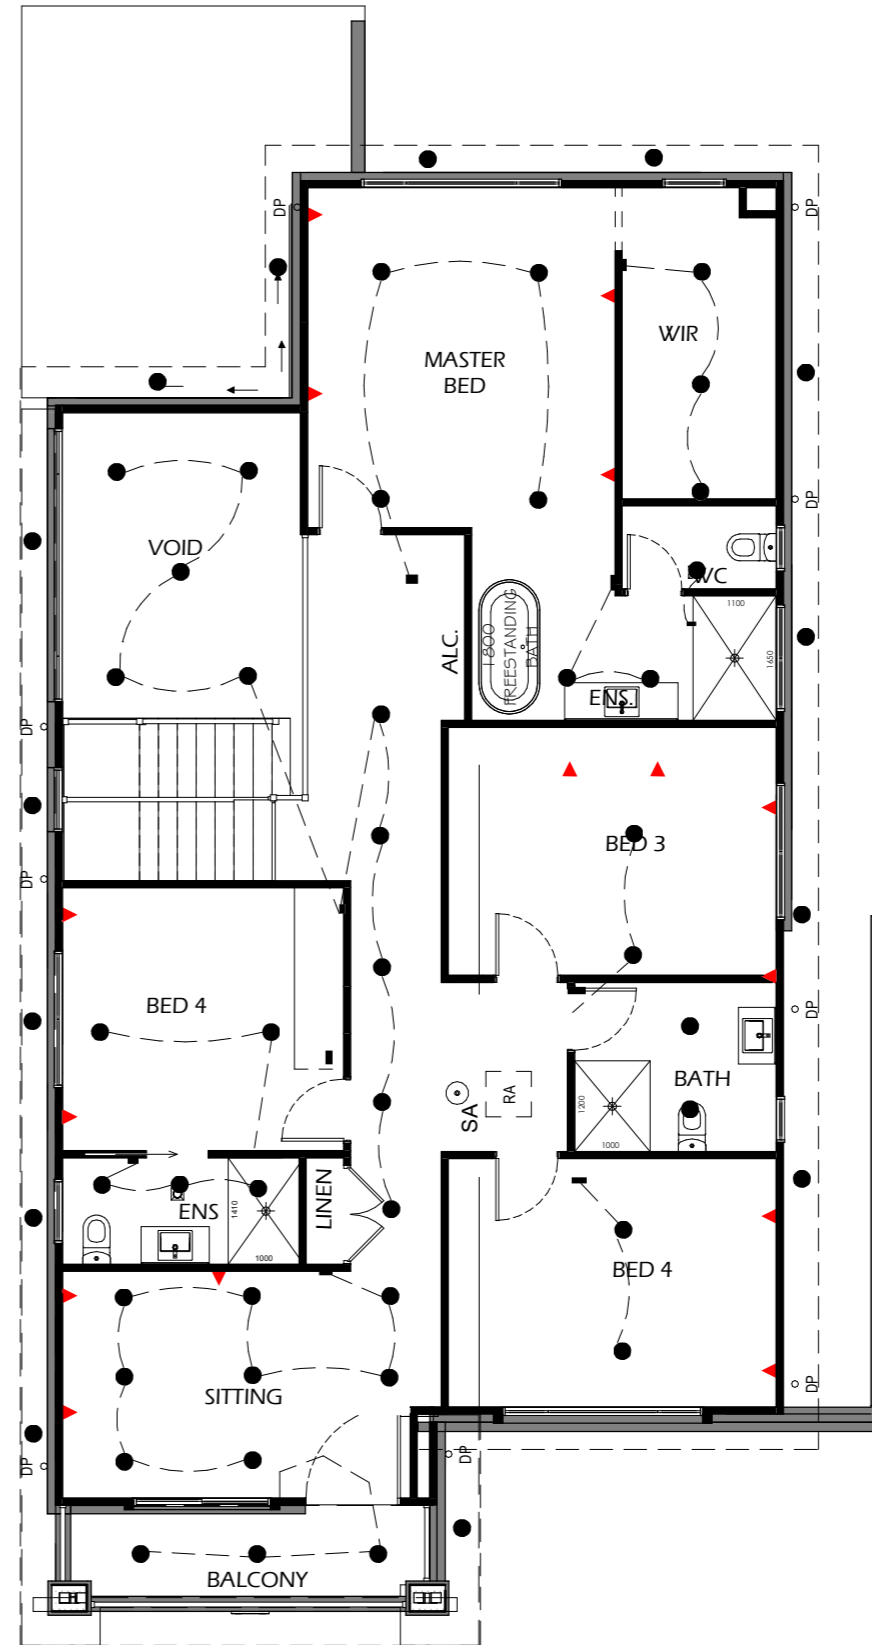 DP
DP
WIR
MASTER
BED
DP
VOID
WC
1100
ALC.
1800
FREESTANDING
BATH
1650
ENS.
DP
BED 3
DP
BED 4
DP
BATH
SA
RA
1200
1000
LINEN
ENS
1410
1000
BED 4
SITTING
DP
DP
DP
BALCONY